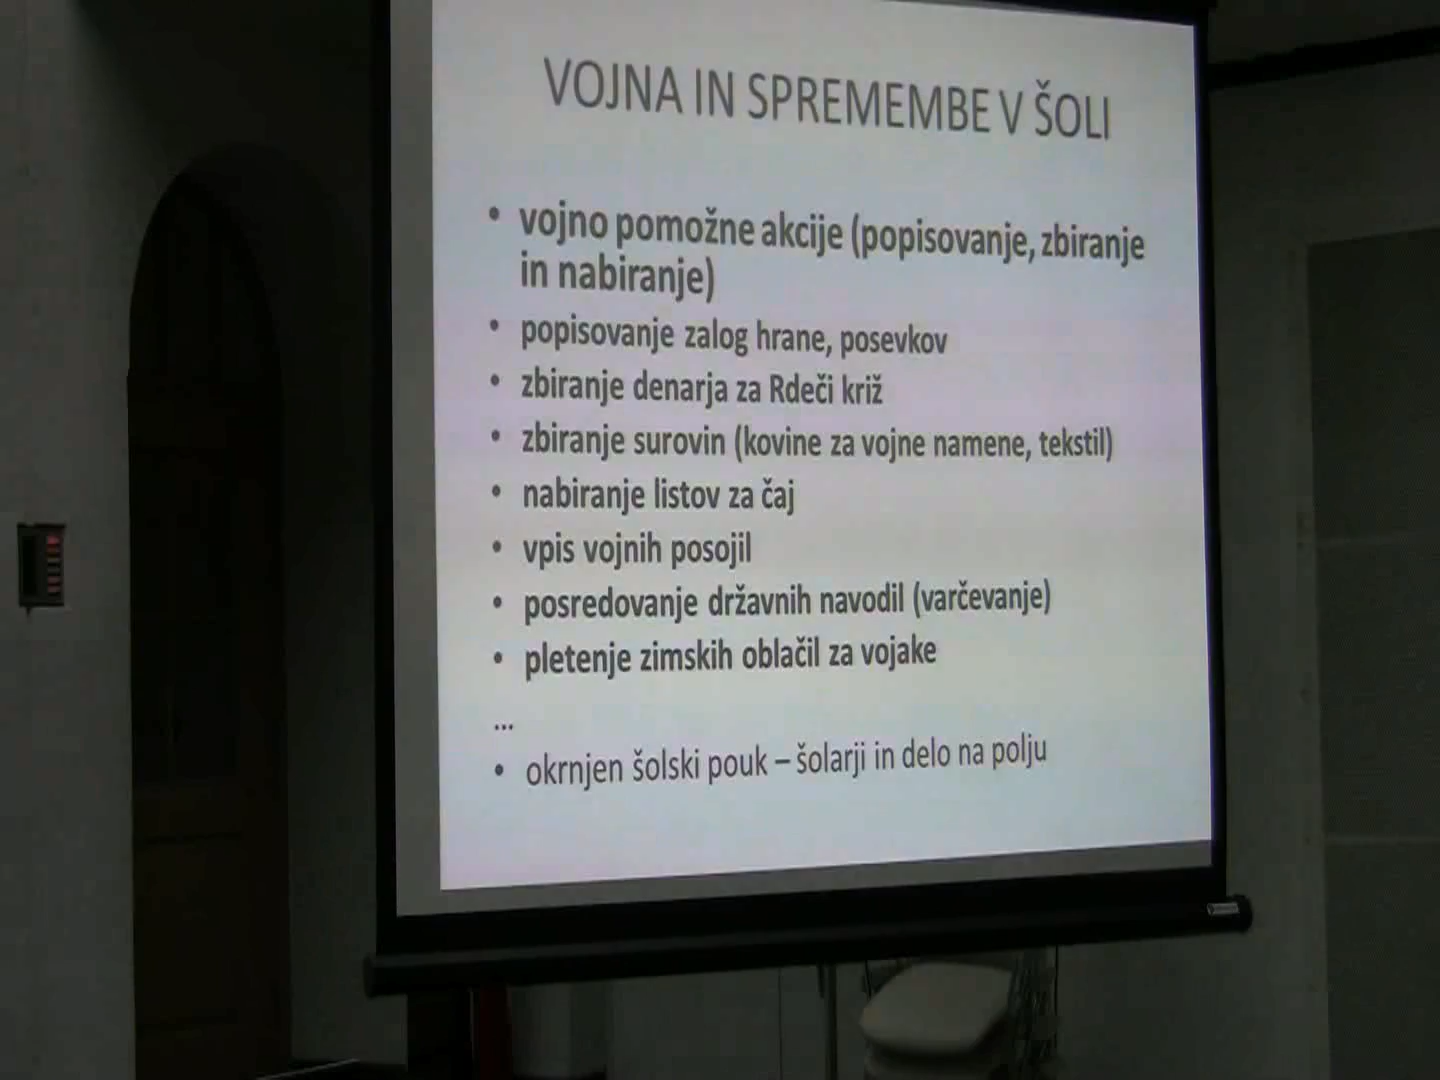 VOJNA IN SPREMEMBE V ŠOLI
• vojno pomožne akcije (popisovanje, zbiranje
in nabiranje)
• popisovanje zalog hrane, posevkov
• zbiranje denarja za Rdeči križ
• zbiranje surovin (kovine za vojne namene, tekstil)
• nabiranje listov za čaj
• vpis vojnih posojil
• posredovanje državnih navodil (varčevanje)
• pletenje zimskih oblačil za vojake
...
• okrnjen šolski pouk – šolarji in delo na polju